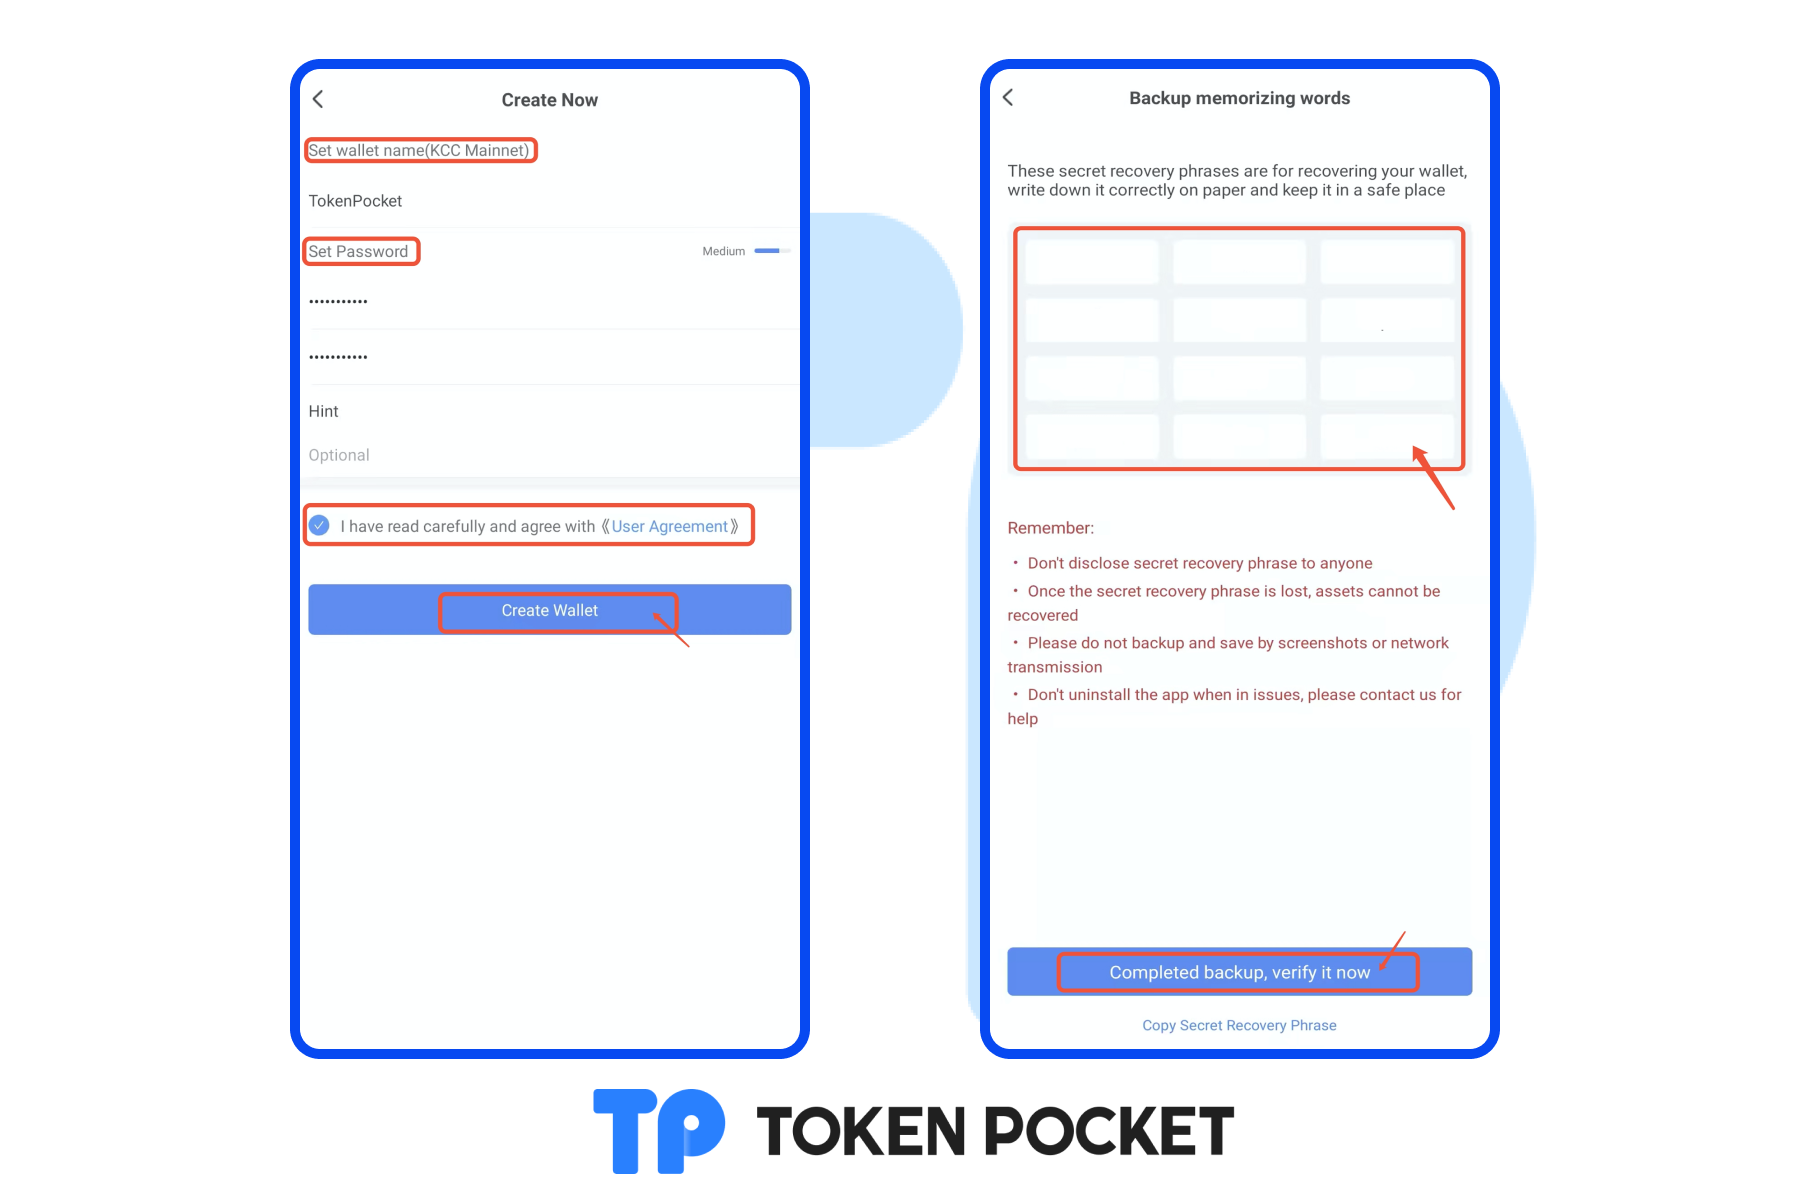 Create Now
Set wallet name(KCC Mainnet)
TokenPocket
Set Password
Medium
•••••••••••
•••••••••••
Hint
Optional
I have read carefully and agree with《User Agreement》
Create Wallet
Backup memorizing words
These secret recovery phrases are for recovering your wallet,
write down it correctly on paper and keep it in a safe place
Remember:
• Don't disclose secret recovery phrase to anyone
• Once the secret recovery phrase is lost, assets cannot be
recovered
• Please do not backup and save by screenshots or network
transmission
• Don't uninstall the app when in issues, please contact us for
help
Completed backup, verify it now
Copy Secret Recovery Phrase
TP TOKEN POCKET